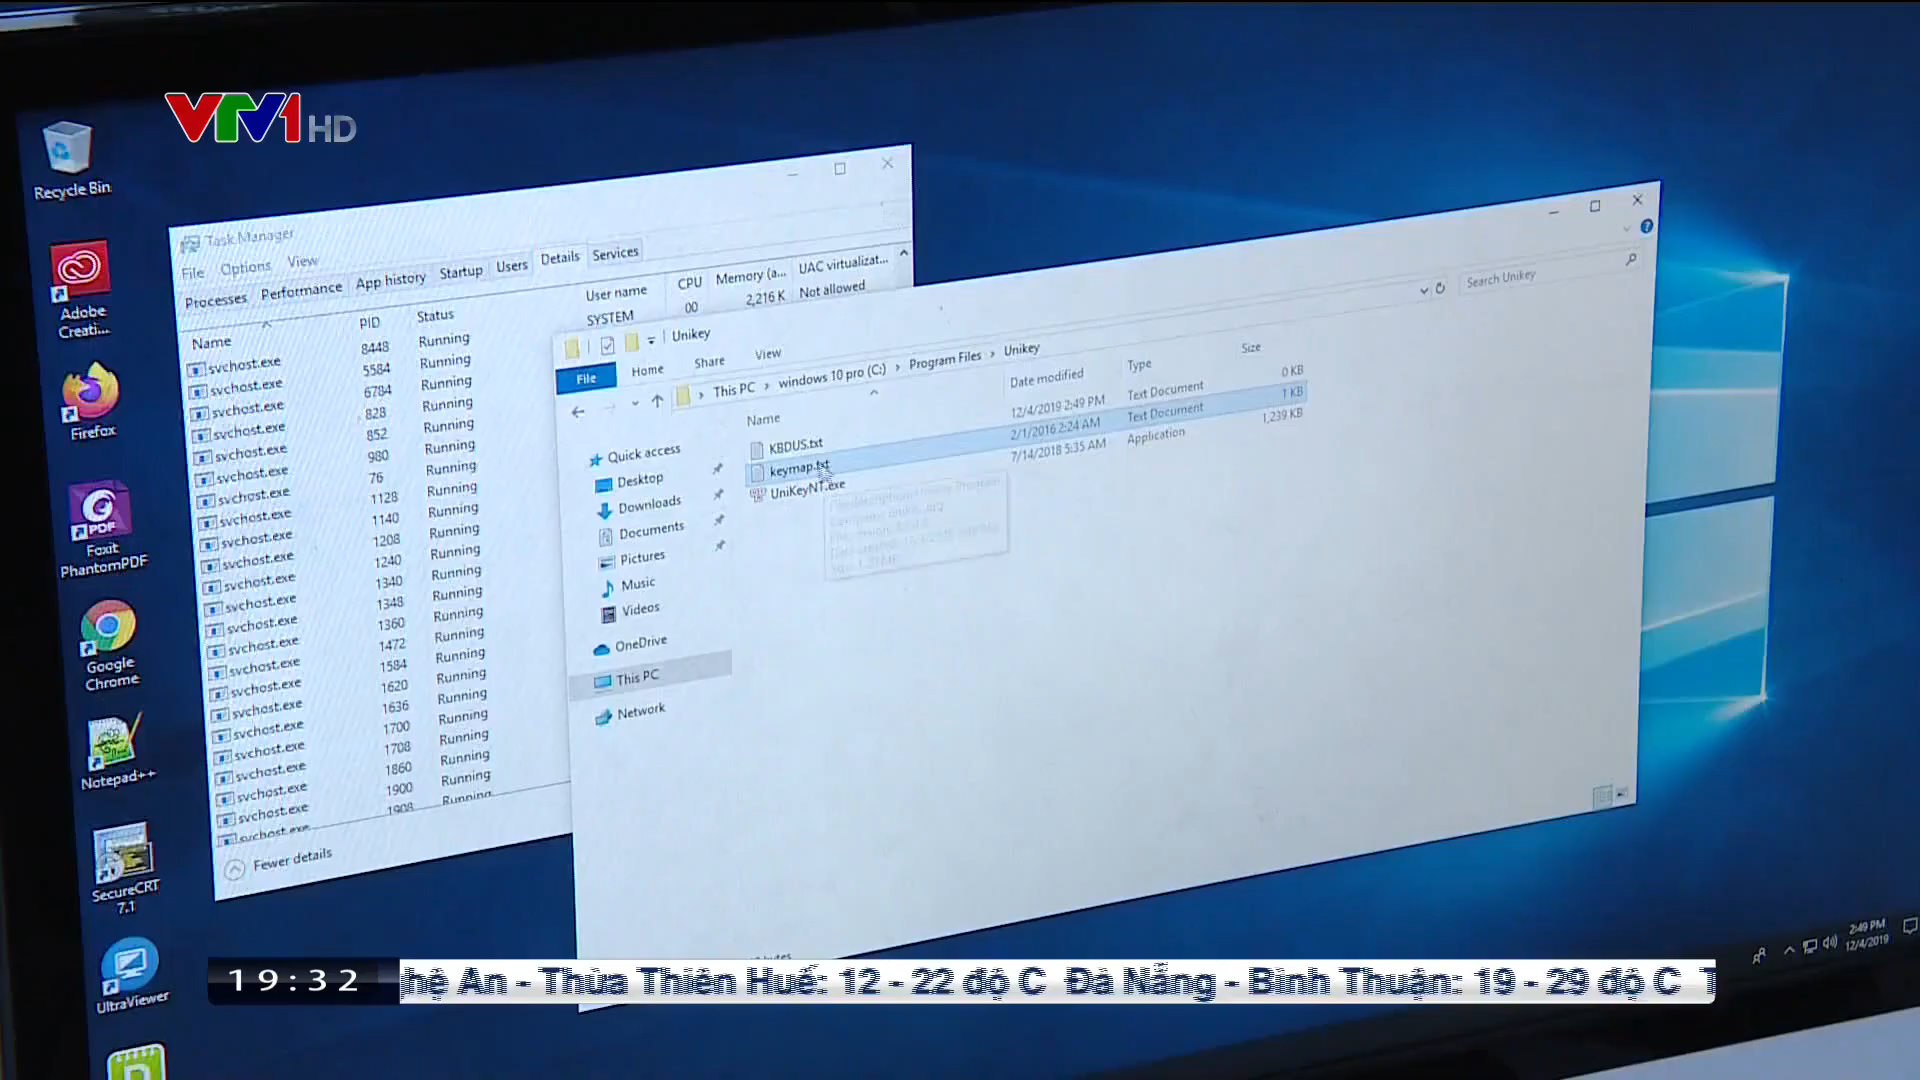 VTV1 HD
Recycle Bin
Adobe
Creati...
Firefox
PDF
Foxit
PhantomPDF
Google
Chrome
Notepad++
SecureCRT
7.1
UltraViewer
Task Manager
File Options View
Processes Performance App history Startup Users Details Services
Name PID Status User name CPU Memory (a... UAC virtualizat...
SYSTEM 00 2,216 K Not allowed
svchost.exe 8448 Running
svchost.exe 5584 Running
svchost.exe 6784 Running
svchost.exe 828 Running
svchost.exe 852 Running
svchost.exe 980 Running
svchost.exe 76 Running
svchost.exe 1128 Running
svchost.exe 1140 Running
svchost.exe 1208 Running
svchost.exe 1240 Running
svchost.exe 1340 Running
svchost.exe 1348 Running
svchost.exe 1360 Running
svchost.exe 1472 Running
svchost.exe 1584 Running
svchost.exe 1620 Running
svchost.exe 1636 Running
svchost.exe 1700 Running
svchost.exe 1708 Running
svchost.exe 1860 Running
svchost.exe 1900 Running
svchost.exe 1908 Running
svchost.exe
Fewer details
Unikey
File Home Share View
This PC › windows 10 pro (C:) › Program Files › Unikey
Search Unikey
Name Date modified Type Size
KBDUS.txt 12/4/2019 2:49 PM Text Document 0 KB
keymap.txt 2/1/2016 2:24 AM Text Document 1 KB
UniKeyNT.exe 7/14/2018 5:35 AM Application 1,239 KB
Quick access
Desktop
Downloads
Documents
Pictures
Music
Videos
OneDrive
This PC
Network
2:49 PM
12/4/2019
19:32
hệ An - Thừa Thiên Huế: 12 - 22 độ C Đà Nẵng - Bình Thuận: 19 - 29 độ C T